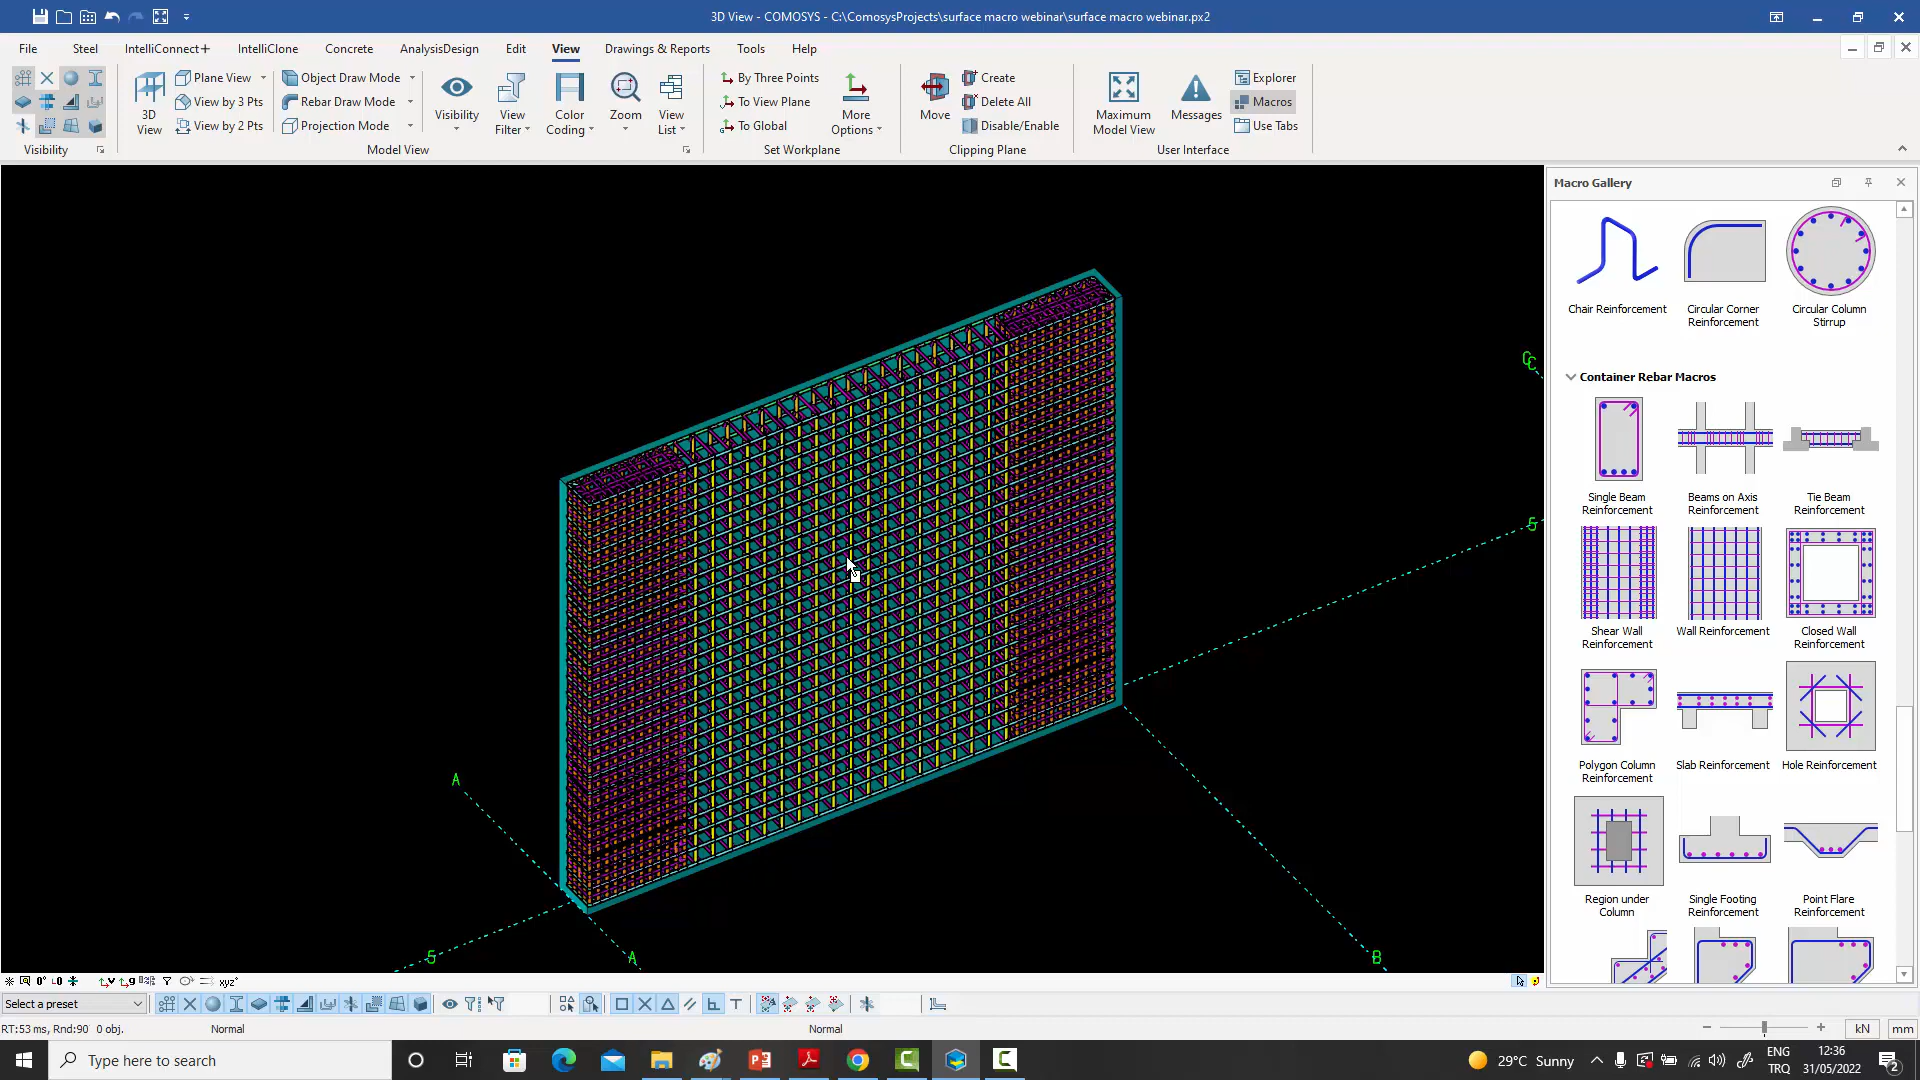 3D View - COMOSYS - C:\ComosysProjects\surface macro webinar\surface macro webinar.px2
File Steel IntelliConnect+ IntelliClone Concrete AnalysisDesign Edit View Drawings & Reports Tools Help
Plane View Object Draw Mode By Three Points Create Explorer
View by 3 Pts Rebar Draw Mode To View Plane Delete All Macros
View by 2 Pts Projection Mode To Global Disable/Enable Use Tabs
3D View Visibility View Filter Color Coding Zoom View List More Options Move Maximum Model View Messages
Visibility Model View Set Workplane Clipping Plane User Interface
Macro Gallery
Chair Reinforcement Circular Corner Reinforcement Circular Column Stirrup
Container Rebar Macros
Single Beam Reinforcement Beams on Axis Reinforcement Tie Beam Reinforcement
Shear Wall Reinforcement Wall Reinforcement Closed Wall Reinforcement
Polygon Column Reinforcement Slab Reinforcement Hole Reinforcement
Region under Column Single Footing Reinforcement Point Flare Reinforcement
C
5
A
5 A B
xyz
Select a preset
RT:53 ms, Rnd:90 0 obj. Normal Normal kN mm
Type here to search 29°C Sunny ENG TRQ 12:36 31/05/2022 2